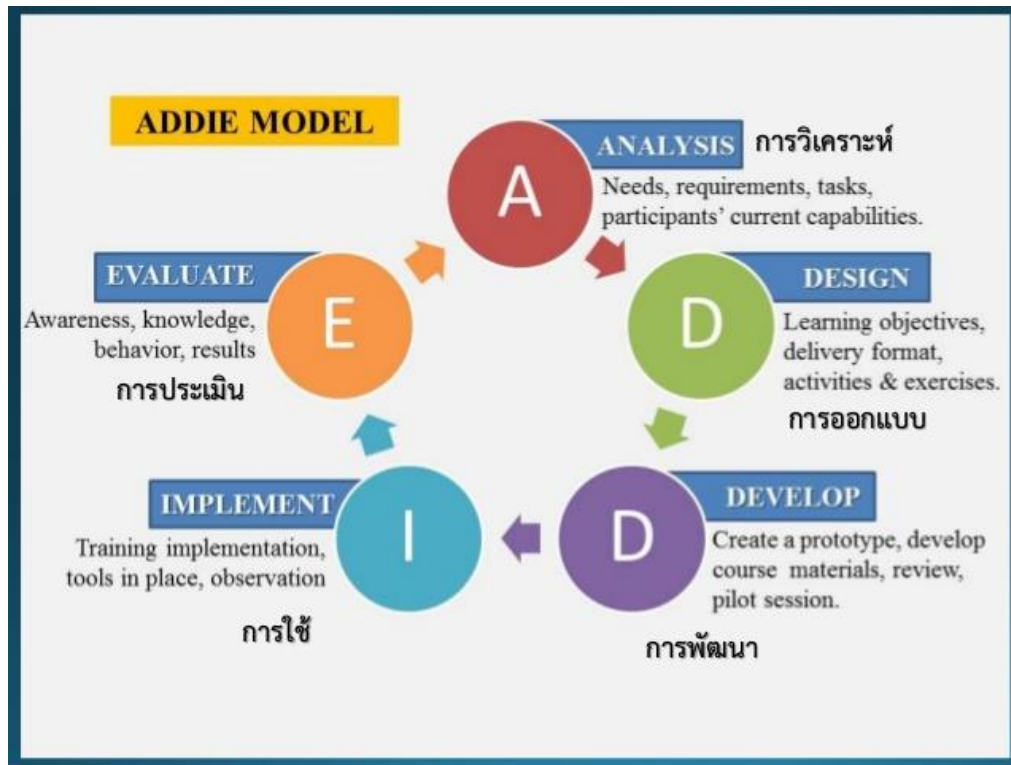 ADDIE MODEL
A
ANALYSIS การวิเคราะห์
Needs, requirements, tasks,
participants’ current capabilities.
D
DESIGN
Learning objectives,
delivery format,
activities & exercises.
การออกแบบ
D
DEVELOP
Create a prototype, develop
course materials, review,
pilot session.
การพัฒนา
I
IMPLEMENT
Training implementation,
tools in place, observation
การใช้
E
EVALUATE
Awareness, knowledge,
behavior, results
การประเมิน